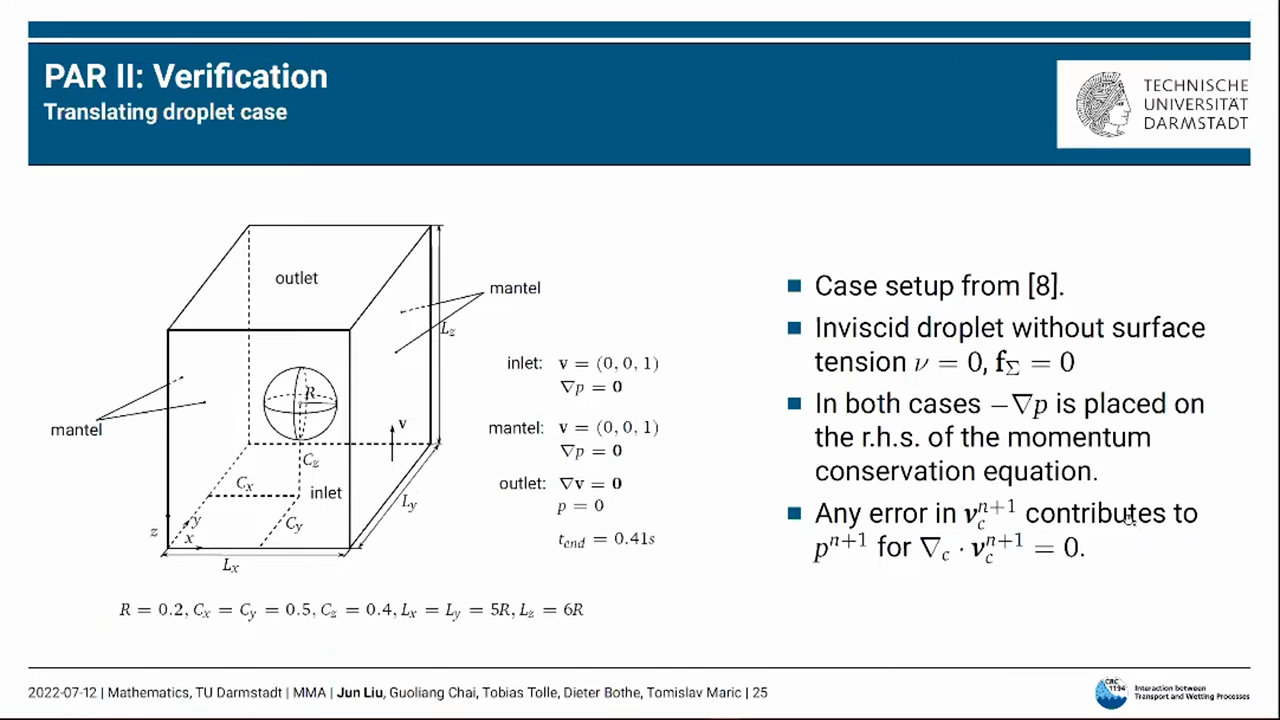 PAR II: Verification
Translating droplet case
TECHNISCHE
UNIVERSITÄT
DARMSTADT
outlet
mantel
L_z
R
mantel
v
C_z
C_x
inlet
L_y
C_y
z
y
x
L_x
inlet: v = (0, 0, 1)
∇p = 0
mantel: v = (0, 0, 1)
∇p = 0
outlet: ∇v = 0
p = 0
t_end = 0.41s
R = 0.2, C_x = C_y = 0.5, C_z = 0.4, L_x = L_y = 5R, L_z = 6R
■ Case setup from [8].
■ Inviscid droplet without surface
tension ν = 0, f_Σ = 0
■ In both cases −∇p is placed on
the r.h.s. of the momentum
conservation equation.
■ Any error in v_c^{n+1} contributes to
p^{n+1} for ∇_c · v_c^{n+1} = 0.
2022-07-12 | Mathematics, TU Darmstadt | MMA | Jun Liu, Guoliang Chai, Tobias Tolle, Dieter Bothe, Tomislav Maric | 25
CRC
1194
Interaction between
Transport and Wetting Processes